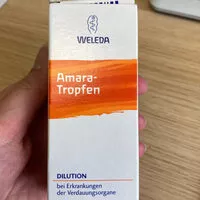 WELEDA
Amara-
Tropfen
DILUTION
bei Erkrankungen
der Verdauungsorgane